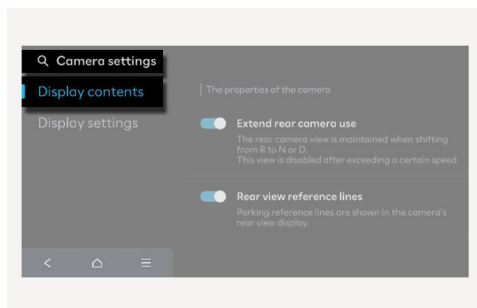 Camera settings
Display contents
Display settings
The properties of the camera
Extend rear camera use
The rear camera view is maintained when shifting
from R to N or D.
This view is disabled after exceeding a certain speed.
Rear view reference lines
Parking reference lines are shown in the camera's
rear view display.